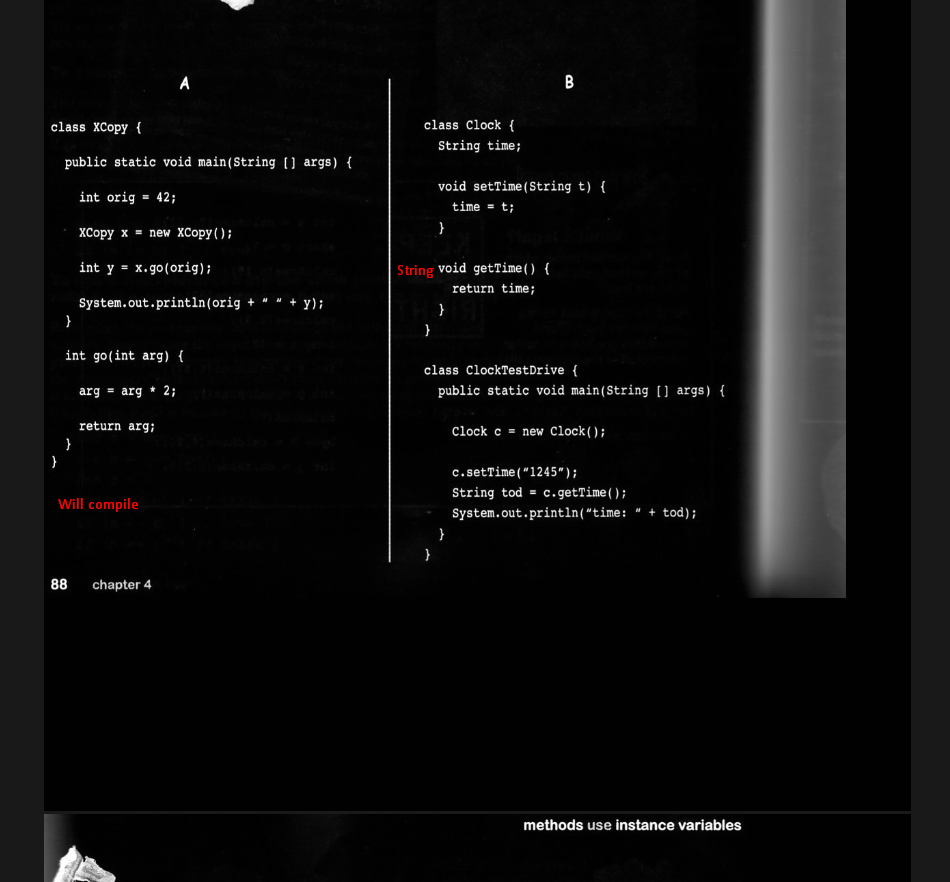 A
class XCopy {
public static void main(String [] args) {
int orig = 42;
XCopy x = new XCopy();
int y = x.go(orig);
System.out.println(orig + “ “ + y);
}
int go(int arg) {
arg = arg * 2;
return arg;
}
}
Will compile
B
class Clock {
String time;
void setTime(String t) {
time = t;
}
String void getTime() {
return time;
}
}
class ClockTestDrive {
public static void main(String [] args) {
Clock c = new Clock();
c.setTime(“1245”);
String tod = c.getTime();
System.out.println(“time: “ + tod);
}
}
88 chapter 4
methods use instance variables